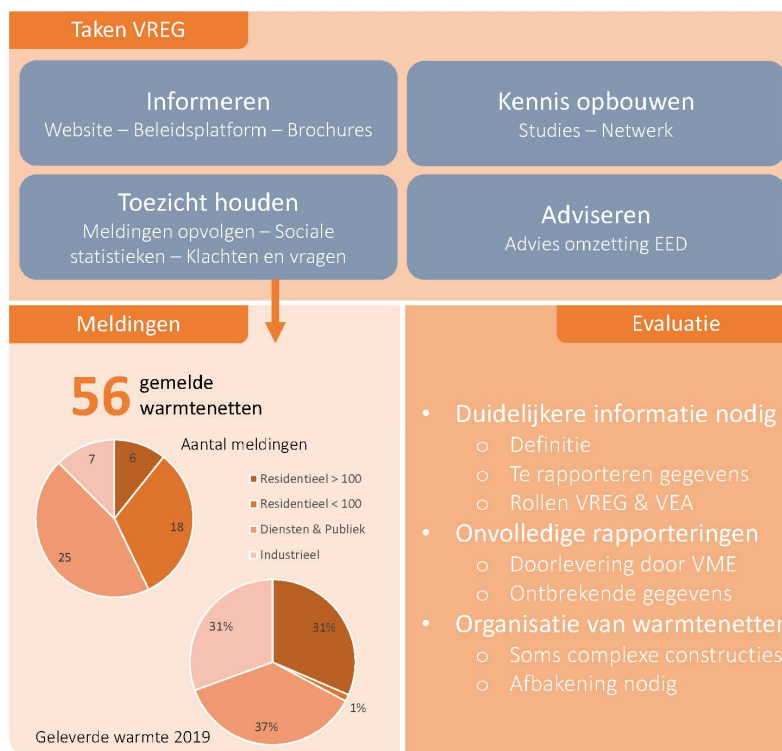 Taken VREG
Informeren
Website – Beleidsplatform – Brochures
Kennis opbouwen
Studies – Netwerk
Toezicht houden
Meldingen opvolgen – Sociale
statistieken – Klachten en vragen
Adviseren
Advies omzetting EED
Meldingen
56 gemelde
warmtenetten
Aantal meldingen
7
6
18
25
Residentieel > 100
Residentieel < 100
Diensten & Publiek
Industrieel
31%
31%
1%
37%
Geleverde warmte 2019
Evaluatie
• Duidelijkere informatie nodig
o Definitie
o Te rapporteren gegevens
o Rollen VREG & VEA
• Onvolledige rapporteringen
o Doorlevering door VME
o Ontbrekende gegevens
• Organisatie van warmtenetten
o Soms complexe constructies
o Afbakening nodig